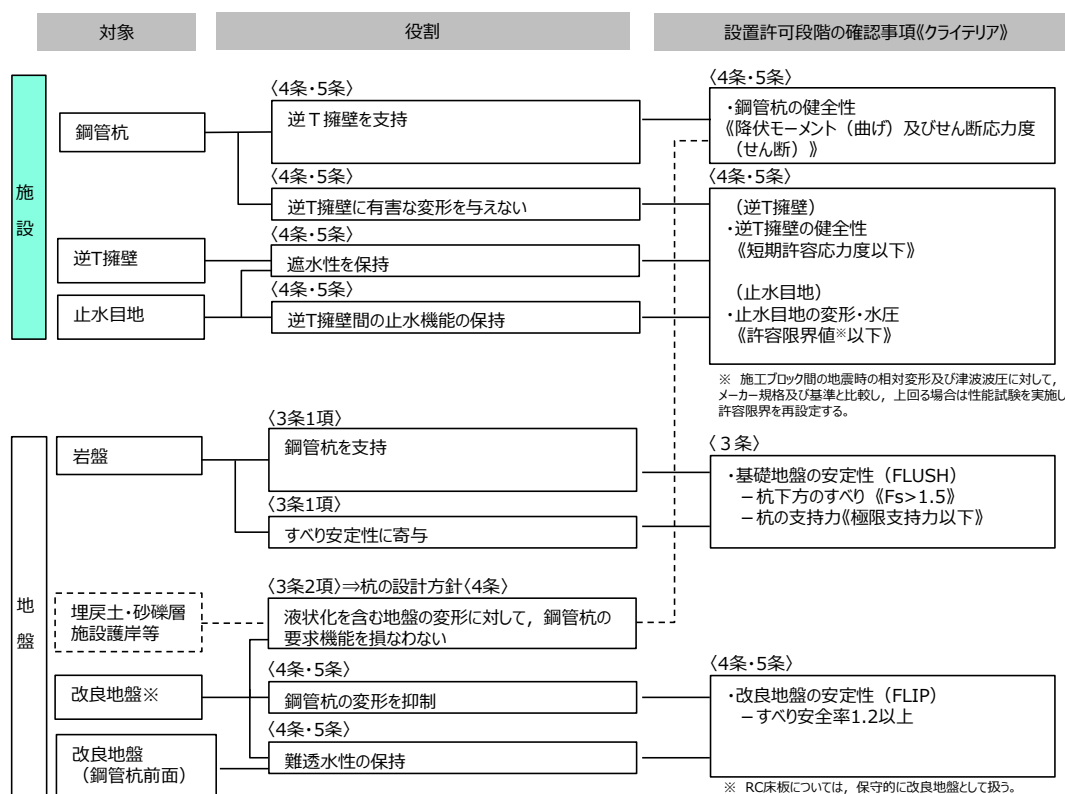 対象
役割
設置許可段階の確認事項《クライテリア》
施
設
鋼管杭
〈4条・5条〉
逆T擁壁を支持
〈4条・5条〉
・鋼管杭の健全性
《降伏モーメント（曲げ）及びせん断応力度
（せん断）》
〈4条・5条〉
逆T擁壁に有害な変形を与えない
〈4条・5条〉
（逆T擁壁）
・逆T擁壁の健全性
《短期許容応力度以下》
（止水目地）
・止水目地の変形・水圧
《許容限界値※以下》
逆T擁壁
〈4条・5条〉
遮水性を保持
止水目地
〈4条・5条〉
逆T擁壁間の止水機能の保持
※ 施工ブロック間の地震時の相対変形及び津波波圧に対して，
メーカー規格及び基準と比較し，上回る場合は性能試験を実施し
許容限界を再設定する。
地
盤
岩盤
〈3条1項〉
鋼管杭を支持
〈3条〉
・基礎地盤の安定性（FLUSH）
－杭下方のすべり《Fs>1.5》
－杭の支持力《極限支持力以下》
〈3条1項〉
すべり安定性に寄与
埋戻土・砂礫層
施設護岸等
〈3条2項〉⇒杭の設計方針〈4条〉
液状化を含む地盤の変形に対して，鋼管杭の
要求機能を損なわない
改良地盤※
〈4条・5条〉
鋼管杭の変形を抑制
〈4条・5条〉
・改良地盤の安定性（FLIP）
－すべり安全率1.2以上
改良地盤
（鋼管杭前面）
〈4条・5条〉
難透水性の保持
※ RC床板については，保守的に改良地盤として扱う。